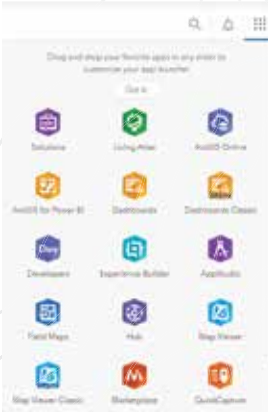 Drag and drop your favorite apps in any order to
customize your app launcher.
Got it
Solutions
Living Atlas
ArcGIS Online
ArcGIS for Power BI
Dashboards
Dashboards Classic
Developers
Experience Builder
AppStudio
Field Maps
Hub
Map Viewer
Map Viewer Classic
Marketplace
QuickCapture